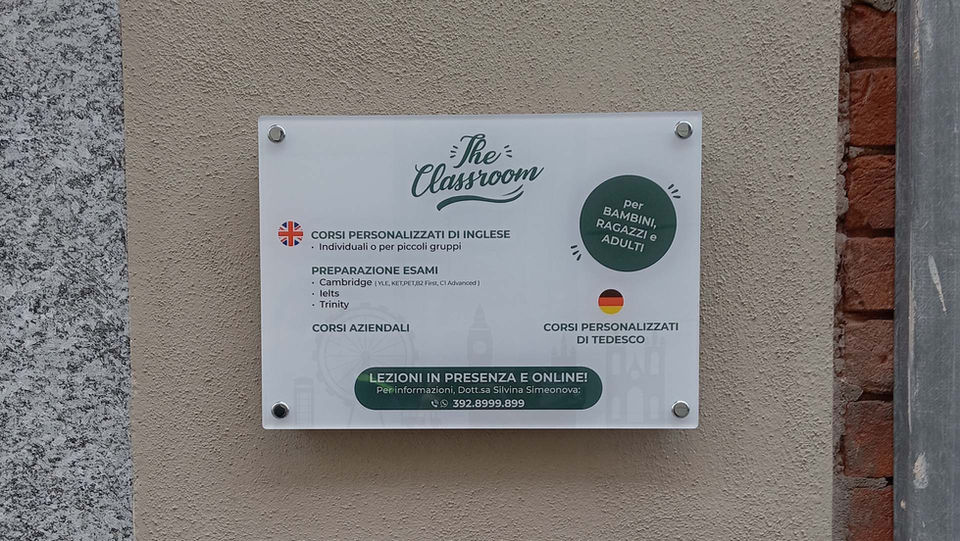 The
Classroom
per
BAMBINI,
RAGAZZI e
ADULTI
CORSI PERSONALIZZATI DI INGLESE
• Individuali o per piccoli gruppi
PREPARAZIONE ESAMI
• Cambridge ( YLE, KET,PET,B2 First, C1 Advanced )
• Ielts
• Trinity
CORSI AZIENDALI
CORSI PERSONALIZZATI
DI TEDESCO
LEZIONI IN PRESENZA E ONLINE!
Per informazioni, Dott.sa Silvina Simeonova:
392.8999.899